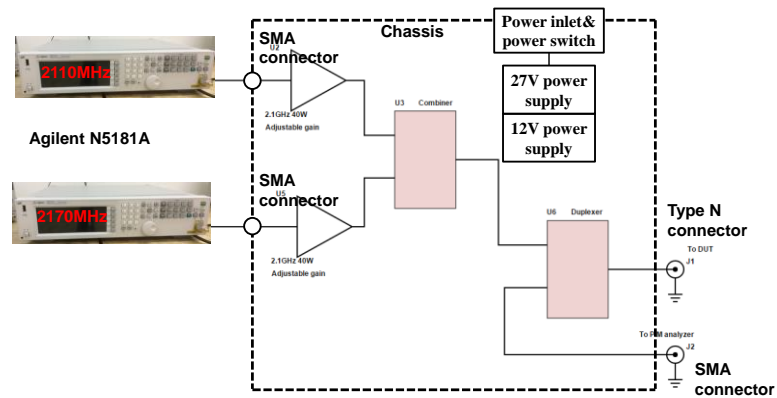 SMA
connector
U2
Chassis
Power inlet&
power switch
27V power
supply
12V power
supply
2110MHz
2.1GHz 40W
Adjustable gain
U3 Combiner
Agilent N5181A
2170MHz
SMA
connector
U5
2.1GHz 40W
Adjustable gain
U6 Duplexer
Type N
connector
To DUT
J1
To PIM analyzer
J2
SMA
connector